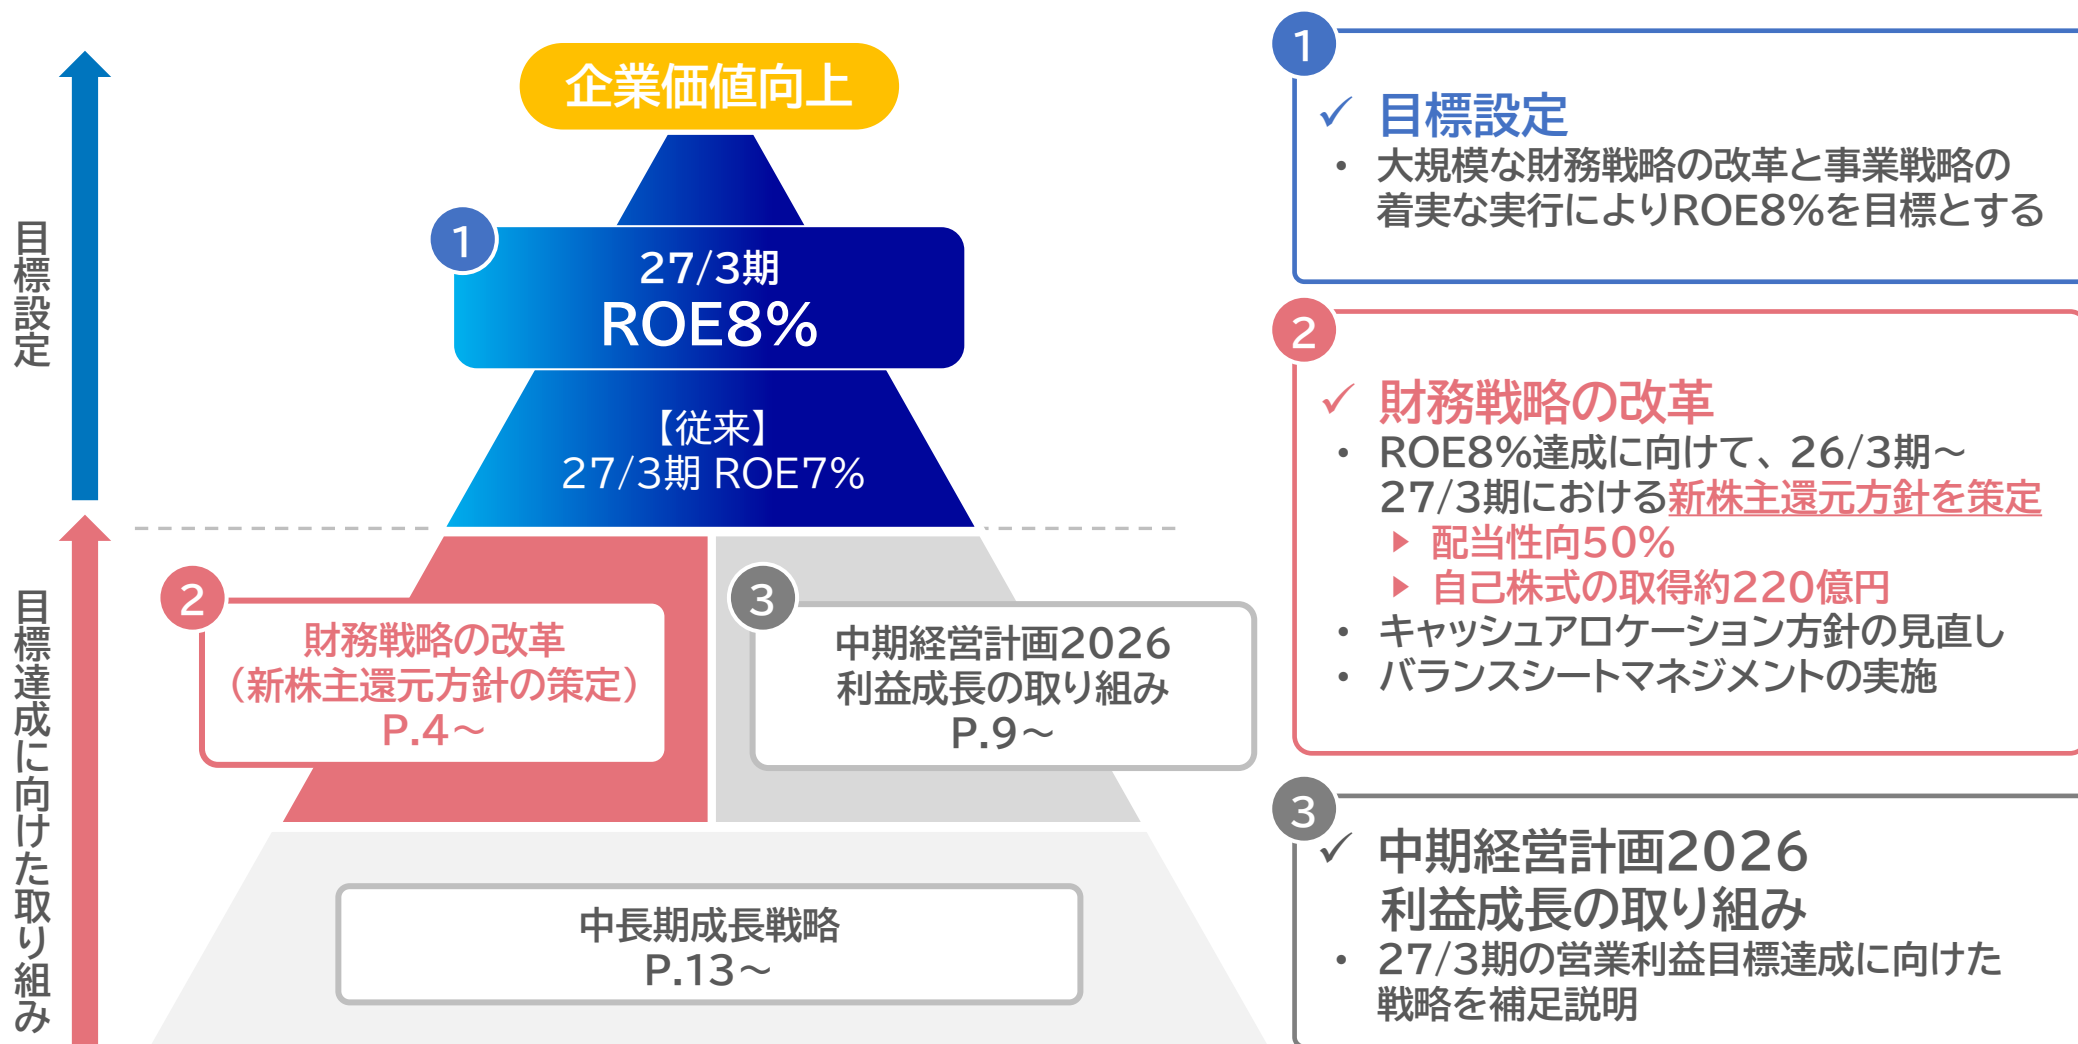 目標設定
目標達成に向けた取り組み
企業価値向上
1
27/3期
ROE8%
【従来】
27/3期 ROE7%
2
財務戦略の改革
（新株主還元方針の策定）
P.4～
3
中期経営計画2026
利益成長の取り組み
P.9～
中長期成長戦略
P.13～
1
✓ 目標設定
• 大規模な財務戦略の改革と事業戦略の
着実な実行によりROE8%を目標とする
2
✓ 財務戦略の改革
• ROE8%達成に向けて、26/3期～
27/3期における新株主還元方針を策定
▶ 配当性向50%
▶ 自己株式の取得約220億円
• キャッシュアロケーション方針の見直し
• バランスシートマネジメントの実施
3
✓ 中期経営計画2026
利益成長の取り組み
• 27/3期の営業利益目標達成に向けた
戦略を補足説明